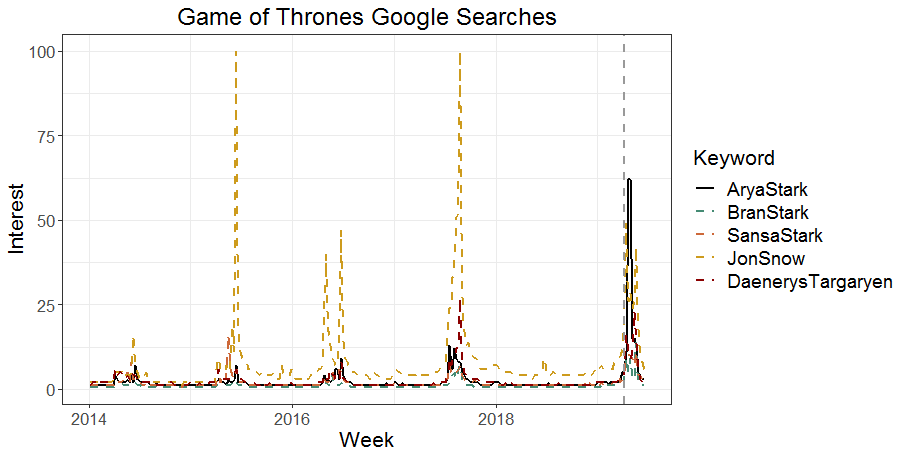 Game of Thrones Google Searches
100
75
50
25
0
Interest
2014
2016
2018
Week
Keyword
AryaStark
BranStark
SansaStark
JonSnow
DaenerysTargaryen